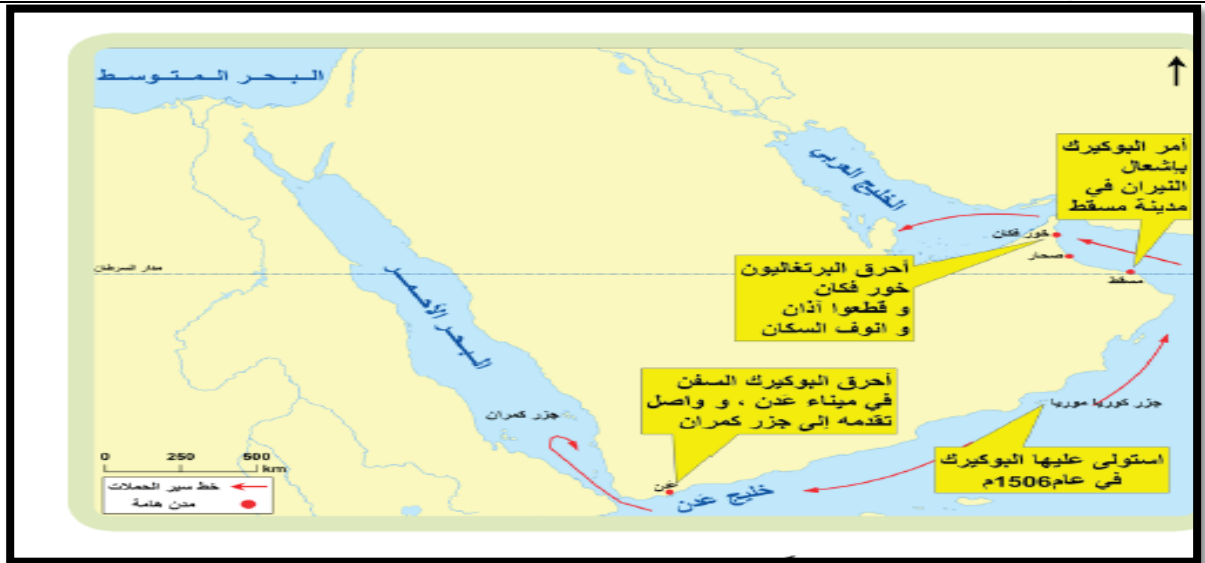 البحر المتوسط
أمر البوكيرك
بإشعال
النيران في
مدينة مسقط
الخليج العربي
خور فكان
صحار
مسقط
مدار السرطان
أحرق البرتغاليون
خور فكان
و قطعوا آذان
و انوف السكان
البحر الأحمر
أحرق البوكيرك السفن
في ميناء عدن ، و واصل
تقدمه إلى جزر كمران
جزر كوريا موريا
جزر كمران
استولى عليها البوكيرك
في عام1506م
عدن
خليج عدن
0 250 500
km
خط سير الحملات
مدن هامة